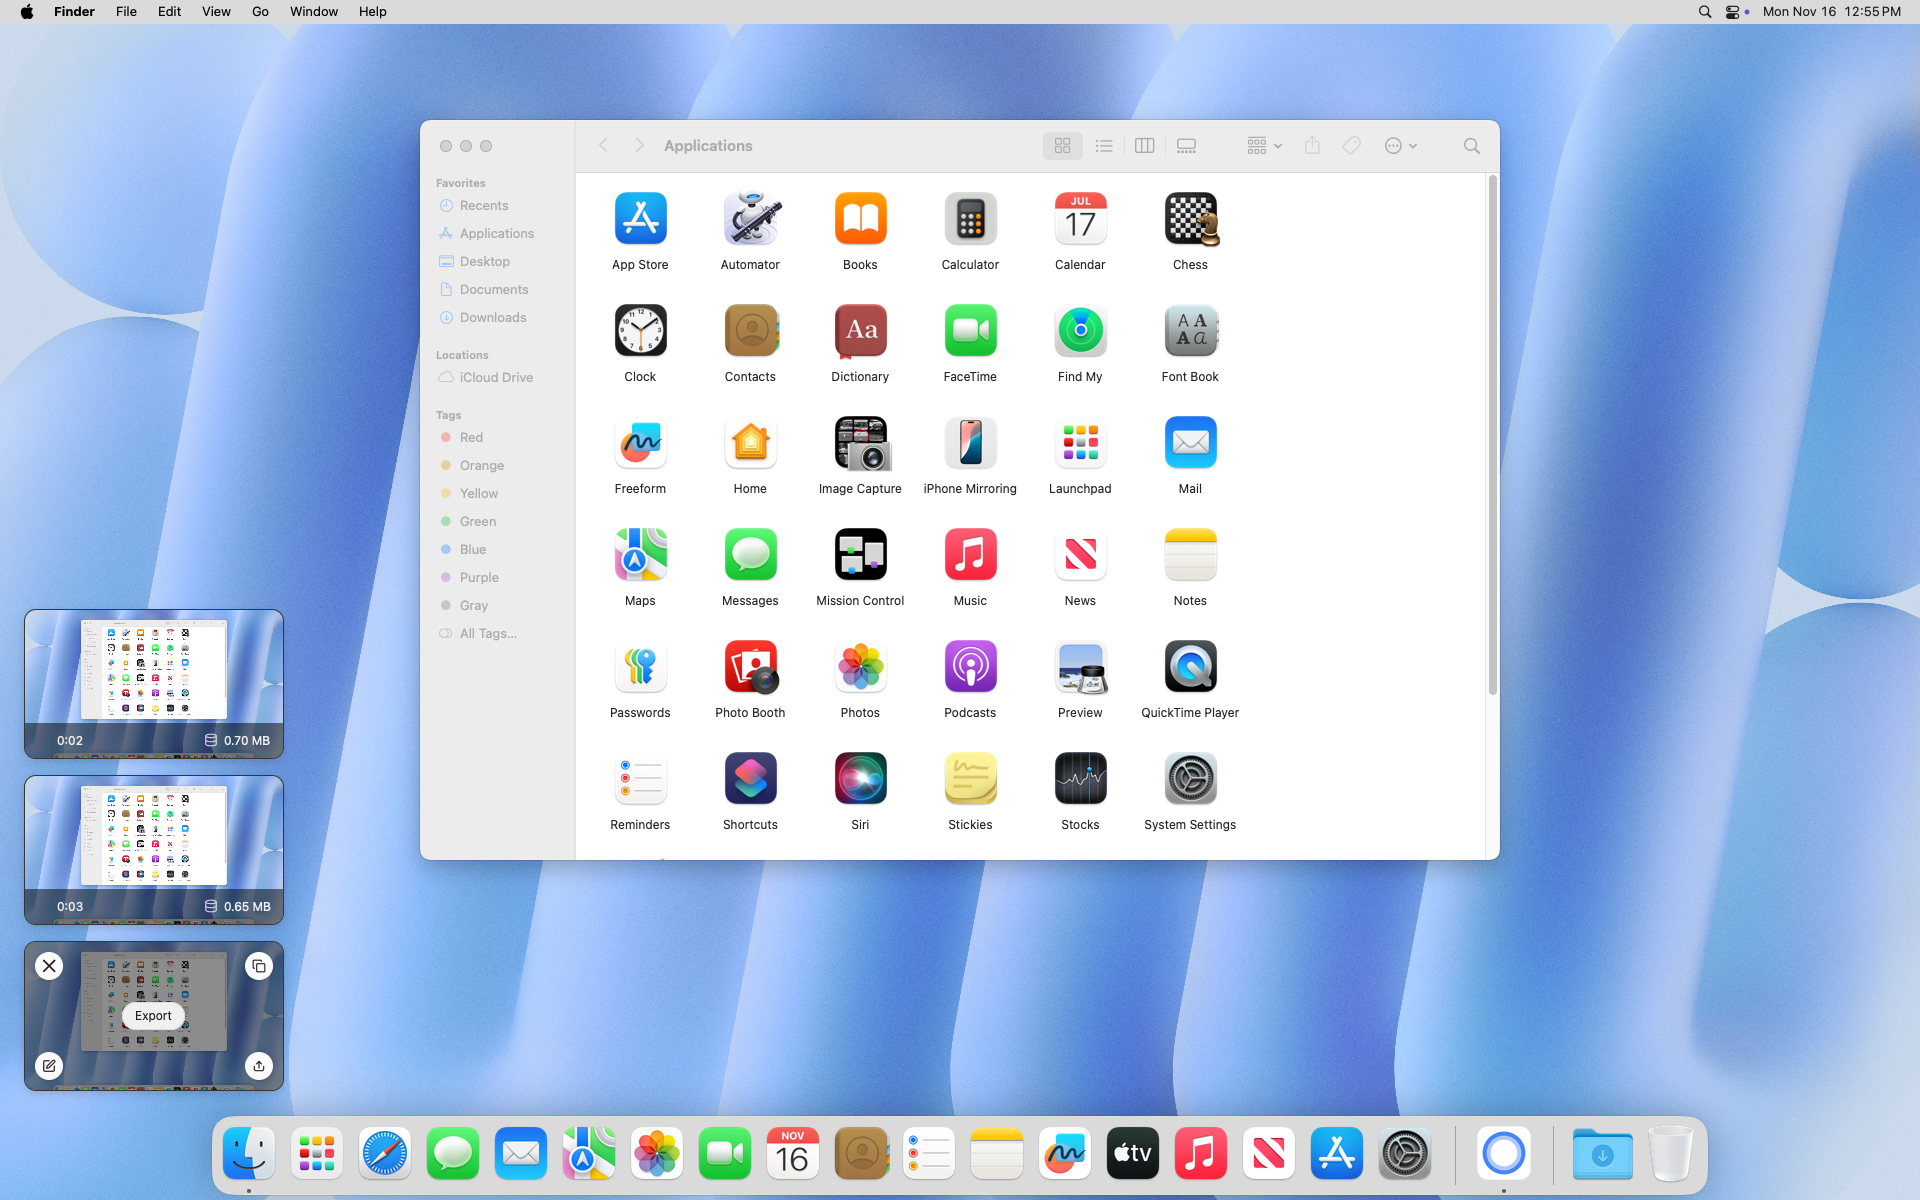 Finder File Edit View Go Window Help
Mon Nov 16 12:55 PM
Applications
Favorites
Recents
Applications
Desktop
Documents
Downloads
Locations
iCloud Drive
Tags
Red
Orange
Yellow
Green
Blue
Purple
Gray
All Tags...
JUL
17
App Store Automator Books Calculator Calendar Chess
Aa
A A
A a
Clock Contacts Dictionary FaceTime Find My Font Book
Freeform Home Image Capture iPhone Mirroring Launchpad Mail
Maps Messages Mission Control Music News Notes
Passwords Photo Booth Photos Podcasts Preview QuickTime Player
Reminders Shortcuts Siri Stickies Stocks System Settings
0:02 0.70 MB
0:03 0.65 MB
Export
NOV
16
tv